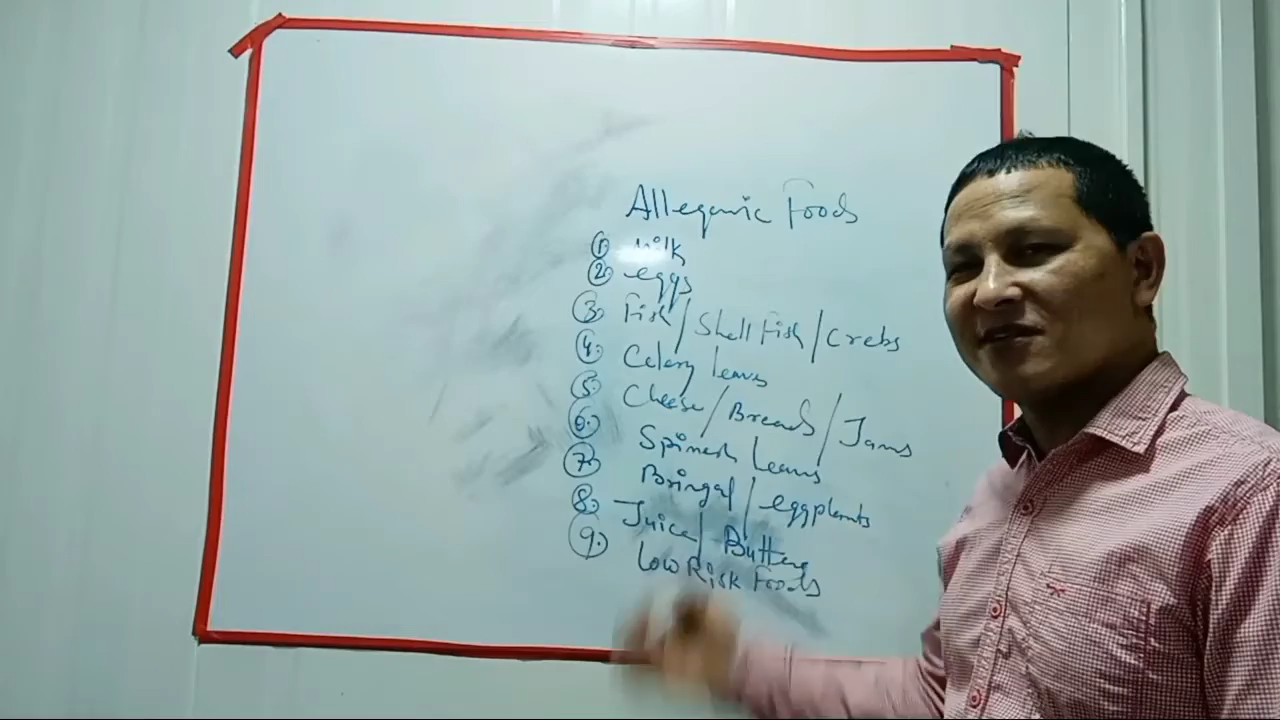 Allegenic Foods
① milk
② eggs
③ Fish / Shell Fish / Crebs
④ Celery leaves
⑤ Cheese / Breads / Jams
⑥ Spinesh Leaves
⑦ Bringal / eggplants
⑧ Juice / Butter
⑨ Low Risk Foods